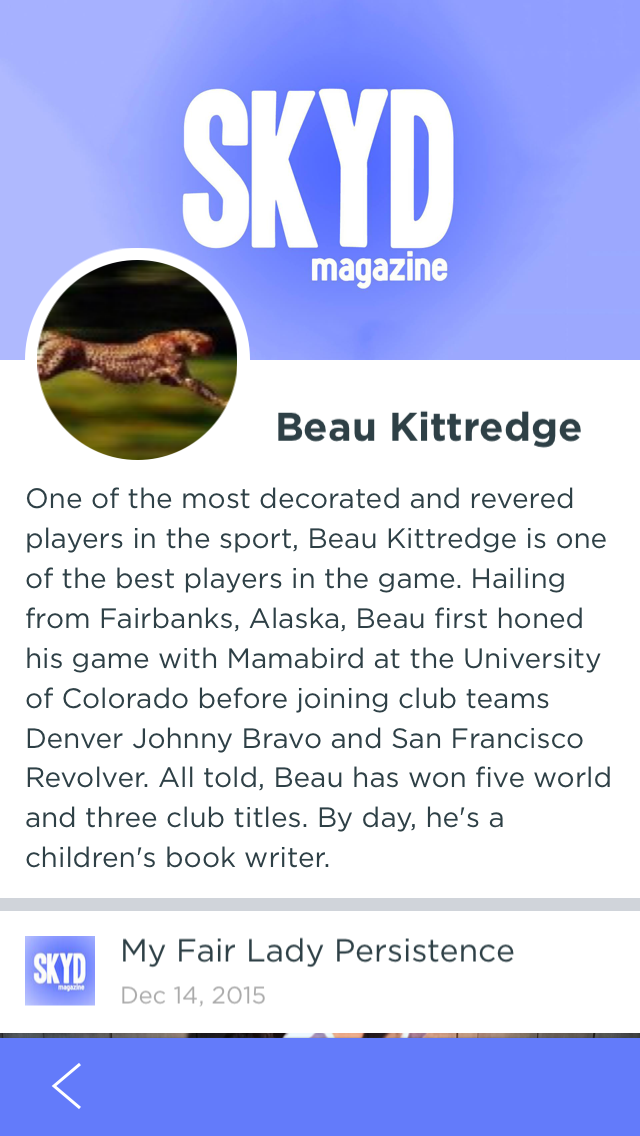 SKYD
magazine
Beau Kittredge
One of the most decorated and revered
players in the sport, Beau Kittredge is one
of the best players in the game. Hailing
from Fairbanks, Alaska, Beau first honed
his game with Mamabird at the University
of Colorado before joining club teams
Denver Johnny Bravo and San Francisco
Revolver. All told, Beau has won five world
and three club titles. By day, he's a
children's book writer.
SKYD
magazine
My Fair Lady Persistence
Dec 14, 2015